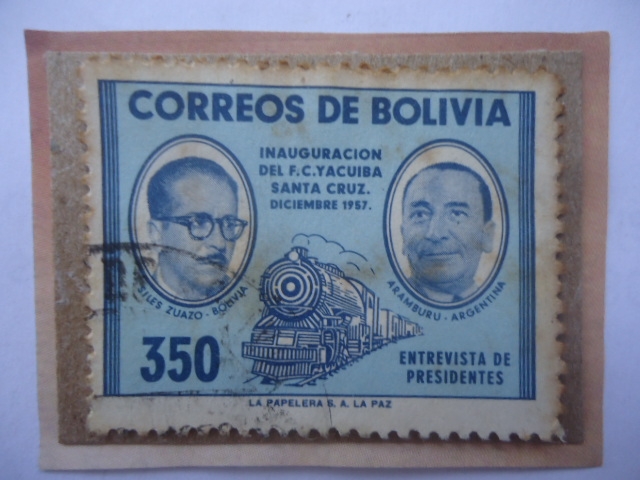 CORREOS DE BOLIVIA
INAUGURACION
DEL F.C. YACUIBA
SANTA CRUZ.
DICIEMBRE 1957.
SILES ZUAZO - BOLIVIA
ARAMBURU - ARGENTINA
350
ENTREVISTA DE
PRESIDENTES
LA PAPELERA S. A. LA PAZ